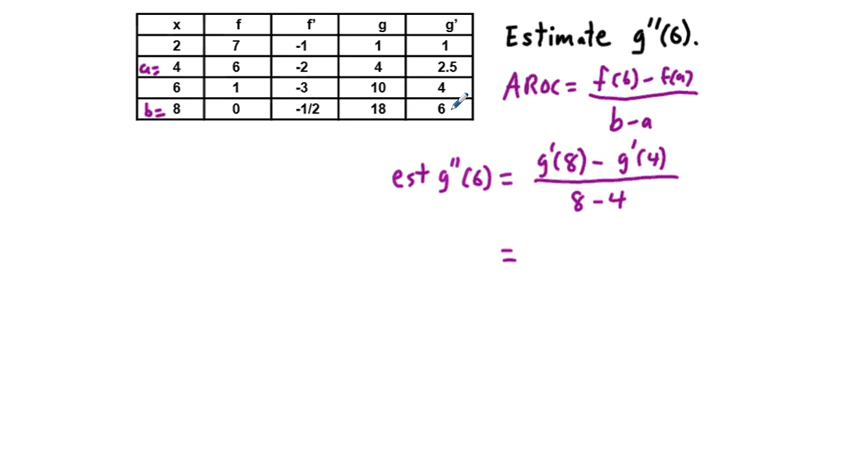 x f f' g g'
2 7 -1 1 1
a= 4 6 -2 4 2.5
6 1 -3 10 4
b= 8 0 -1/2 18 6
Estimate g''(6).
AROC = f(b) - f(a)
b - a
est g''(6) = g'(8) - g'(4)
8 - 4
=